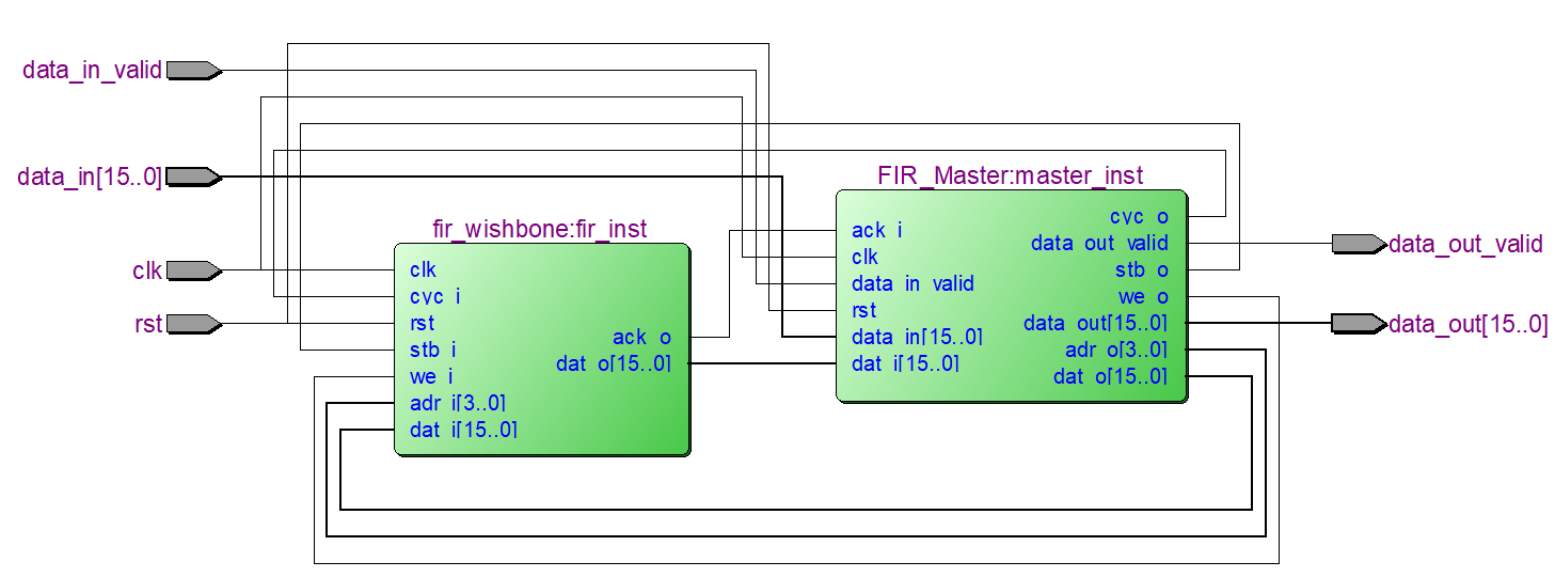 data_in_valid
data_in[15..0]
clk
rst
fir_wishbone:fir_inst
clk
cyc_i
rst
stb_i
we_i
adr_i[3..0]
dat_i[15..0]
ack_o
dat_o[15..0]
FIR_Master:master_inst
ack_i
clk
data_in_valid
rst
data_in[15..0]
dat_i[15..0]
cyc_o
data_out_valid
stb_o
we_o
data_out[15..0]
adr_o[3..0]
dat_o[15..0]
data_out_valid
data_out[15..0]